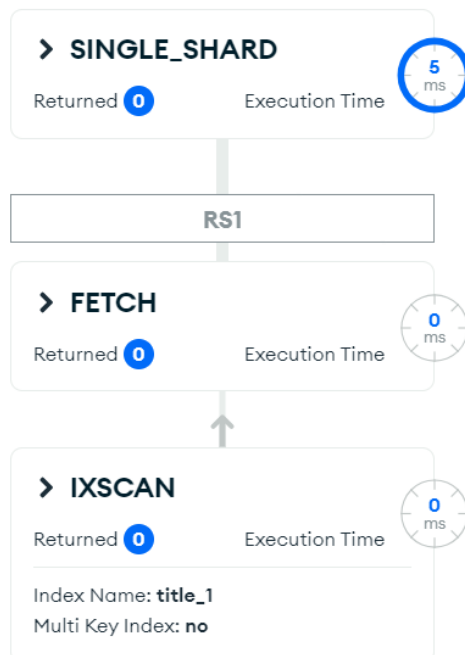 SINGLE_SHARD
5 ms
Returned 0 Execution Time
RS1
FETCH
0 ms
Returned 0 Execution Time
IXSCAN
0 ms
Returned 0 Execution Time
Index Name: title_1
Multi Key Index: no